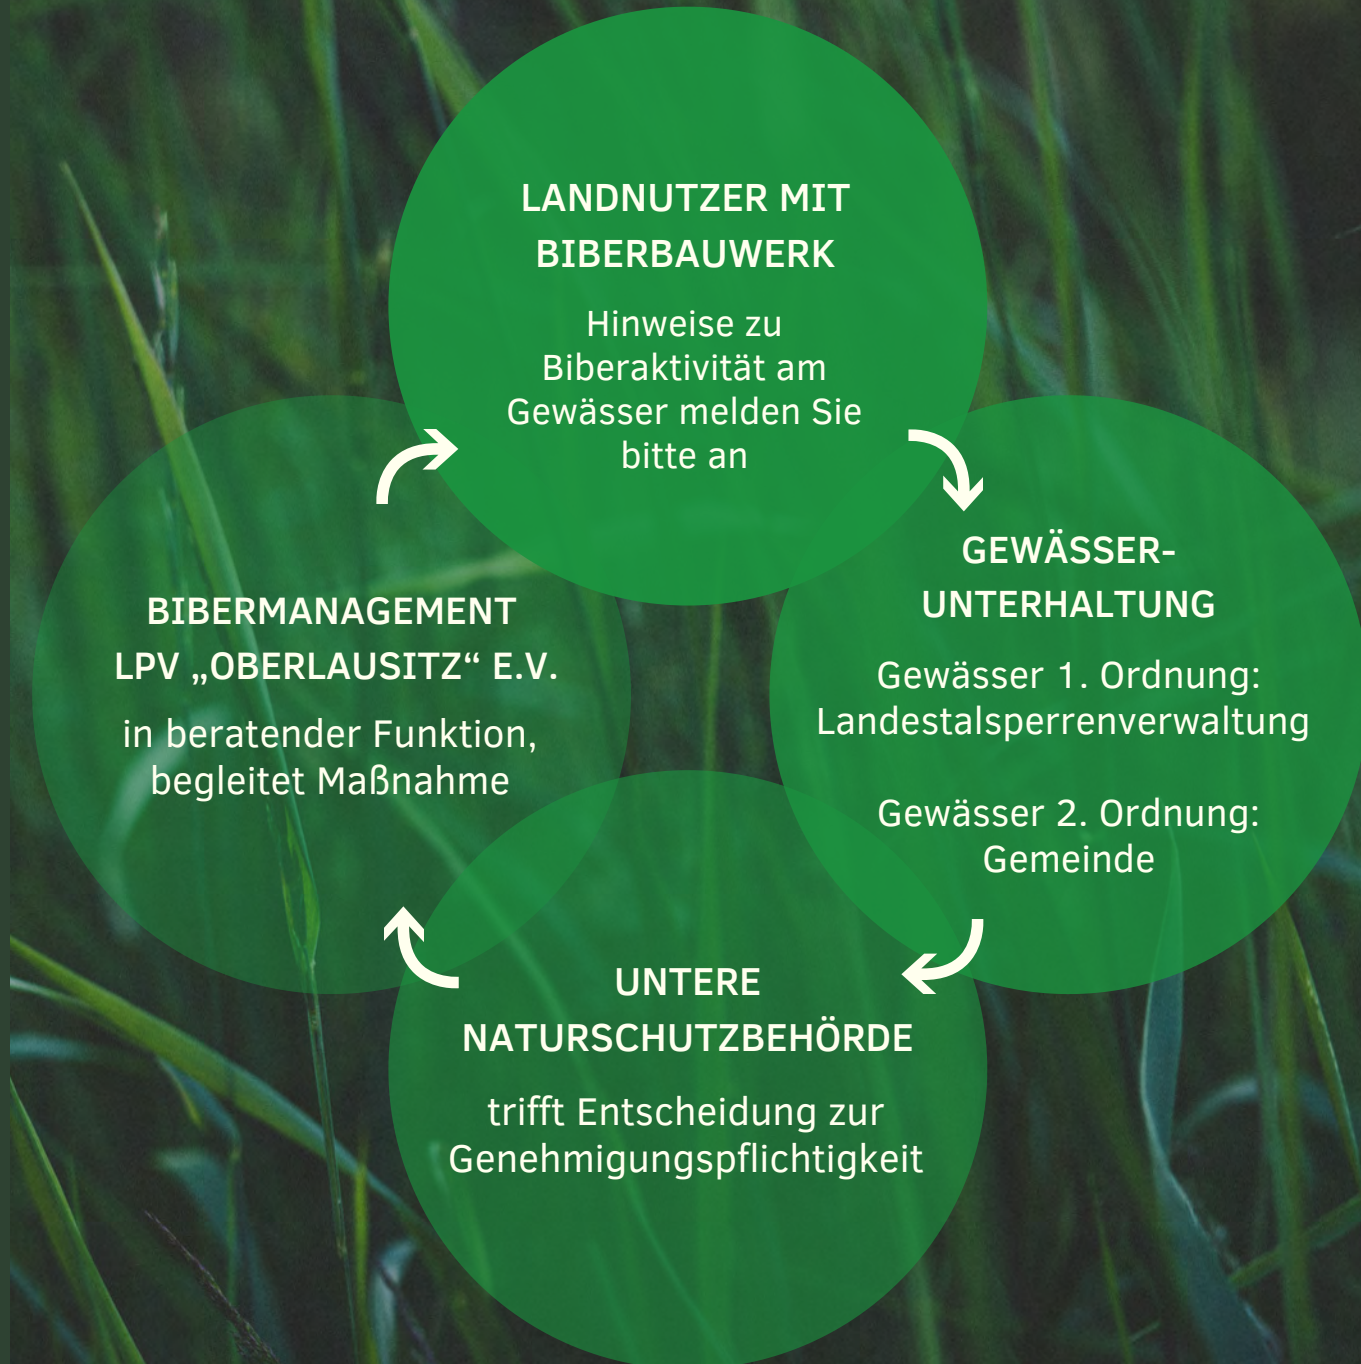 LANDNUTZER MIT
BIBERBAUWERK
Hinweise zu
Biberaktivität am
Gewässer melden Sie
bitte an
GEWÄSSER-
UNTERHALTUNG
Gewässer 1. Ordnung:
Landestalsperrenverwaltung
Gewässer 2. Ordnung:
Gemeinde
UNTERE
NATURSCHUTZBEHÖRDE
trifft Entscheidung zur
Genehmigungspflichtigkeit
BIBERMANAGEMENT
LPV „OBERLAUSITZ“ E.V.
in beratender Funktion,
begleitet Maßnahme